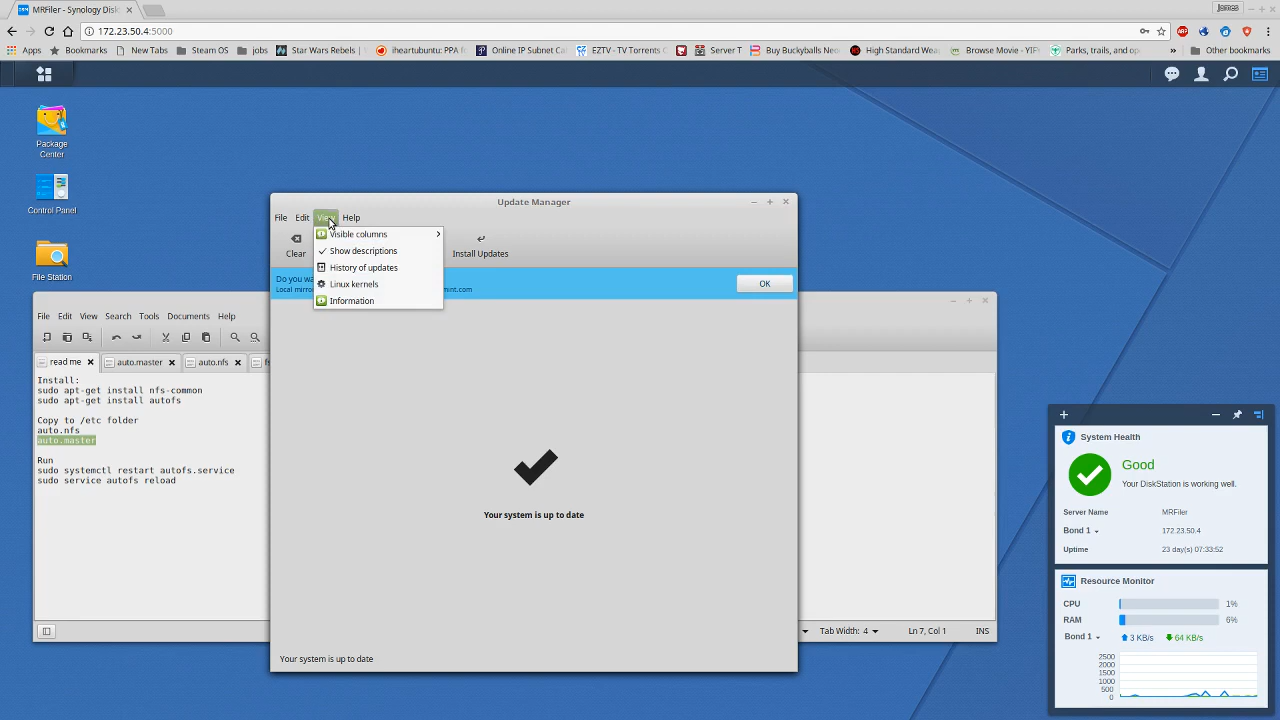 MRFiler - Synology Disk
James
172.23.50.4:5000
Apps
Bookmarks
New Tabs
Steam OS
jobs
Star Wars Rebels |
iheartubuntu: PPA F
Online IP Subnet Ca
EZTV - TV Torrents C
Server T
Buy Buckyballs Neo
High Standard Wea
Browse Movie - YIF
Parks, trails, and op
»
Other bookmarks
Package
Center
Control Panel
File Station
Update Manager
File Edit View Help
Clear
Install Updates
Visible columns
Show descriptions
History of updates
Linux kernels
Information
Do you wa
Local mirro
mint.com
OK
Your system is up to date
Your system is up to date
File Edit View Search Tools Documents Help
read me
auto.master
auto.nfs
Install:
sudo apt-get install nfs-common
sudo apt-get install autofs
Copy to /etc folder
auto.nfs
auto.master
Run
sudo systemctl restart autofs.service
sudo service autofs reload
Tab Width: 4
Ln 7, Col 1
INS
System Health
Good
Your DiskStation is working well.
Server Name MRFiler
Bond 1 172.23.50.4
Uptime 23 day(s) 07:33:52
Resource Monitor
CPU 1%
RAM 6%
Bond 1 3 KB/s 64 KB/s
2500
2000
1500
1000
500
0